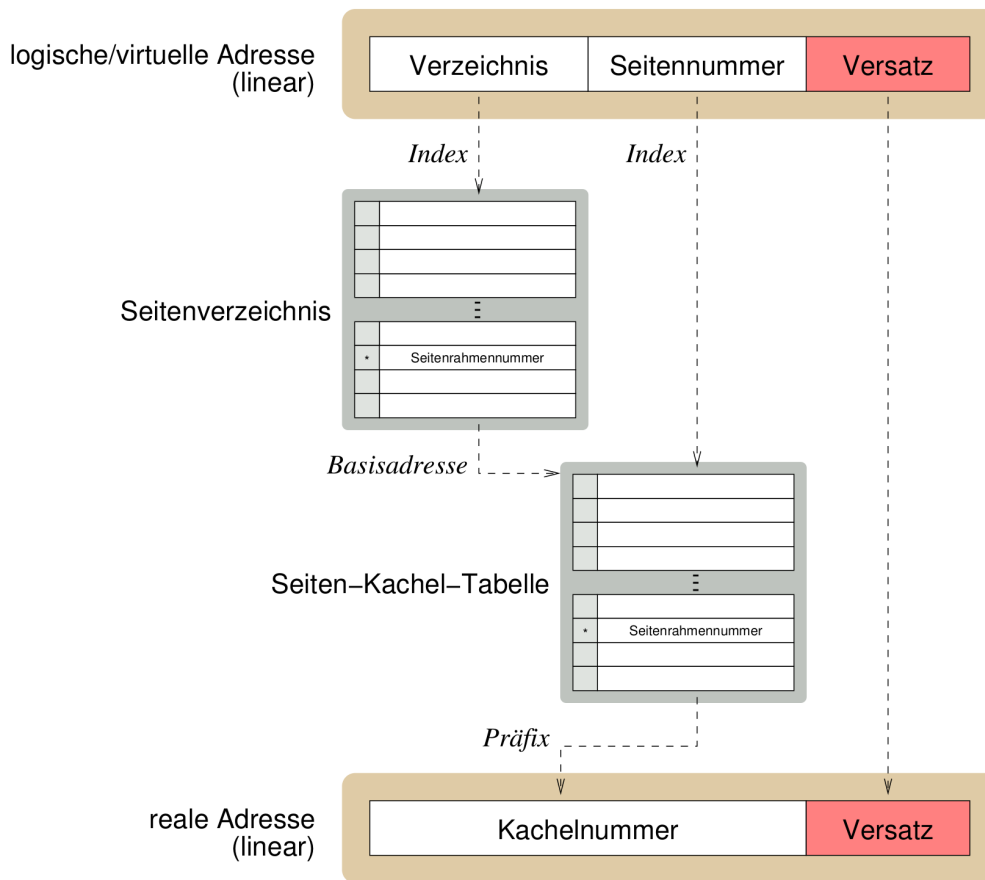 logische/virtuelle Adresse
(linear)
Verzeichnis
Seitennummer
Versatz
Index
Index
Seitenverzeichnis
* Seitenrahmennummer
Basisadresse
Seiten−Kachel−Tabelle
* Seitenrahmennummer
Präfix
reale Adresse
(linear)
Kachelnummer
Versatz